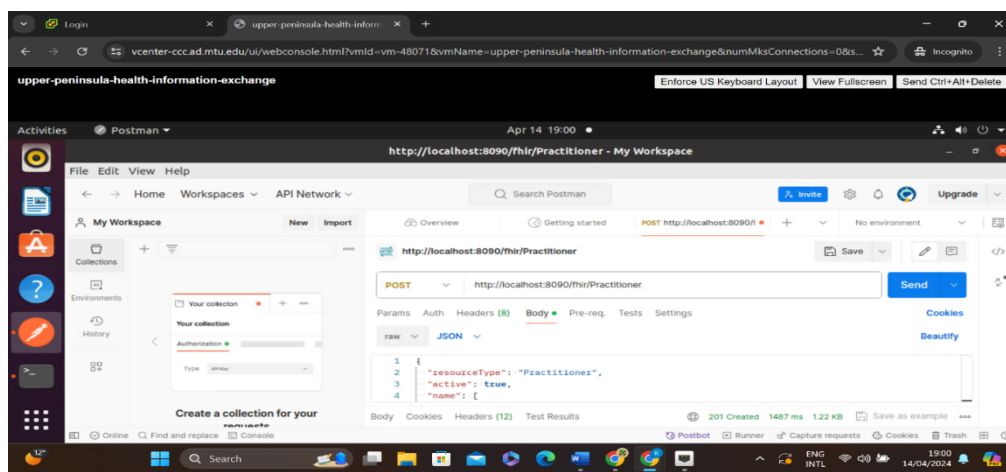 Login
upper-peninsula-health-inform
vcenter-ccc.ad.mtu.edu/ui/webconsole.html?vmId=vm-48071&vmName=upper-peninsula-health-information-exchange&numMksConnections=0&s...
Incognito
upper-peninsula-health-information-exchange
Enforce US Keyboard Layout View Fullscreen Send Ctrl+Alt+Delete
Activities Postman Apr 14 19:00
http://localhost:8090/fhir/Practitioner - My Workspace
File Edit View Help
Home Workspaces API Network Search Postman Invite Upgrade
My Workspace New Import Overview Getting started POST http://localhost:8090/f No environment
Collections
http://localhost:8090/fhir/Practitioner Save
Environments
POST http://localhost:8090/fhir/Practitioner Send
History
Params Auth Headers (8) Body Pre-req. Tests Settings Cookies
raw JSON Beautify
Your collection
Your collection
Authorization
Type API Key
1 {
2 "resourceType": "Practitioner",
3 "active": true,
4 "name": [
Create a collection for your
requests
Body Cookies Headers (12) Test Results 201 Created 1487 ms 1.22 KB Save as example
Online Find and replace Console Postbot Runner Capture requests Cookies Trash
12° Search ENG
INTL 19:00
14/04/2024